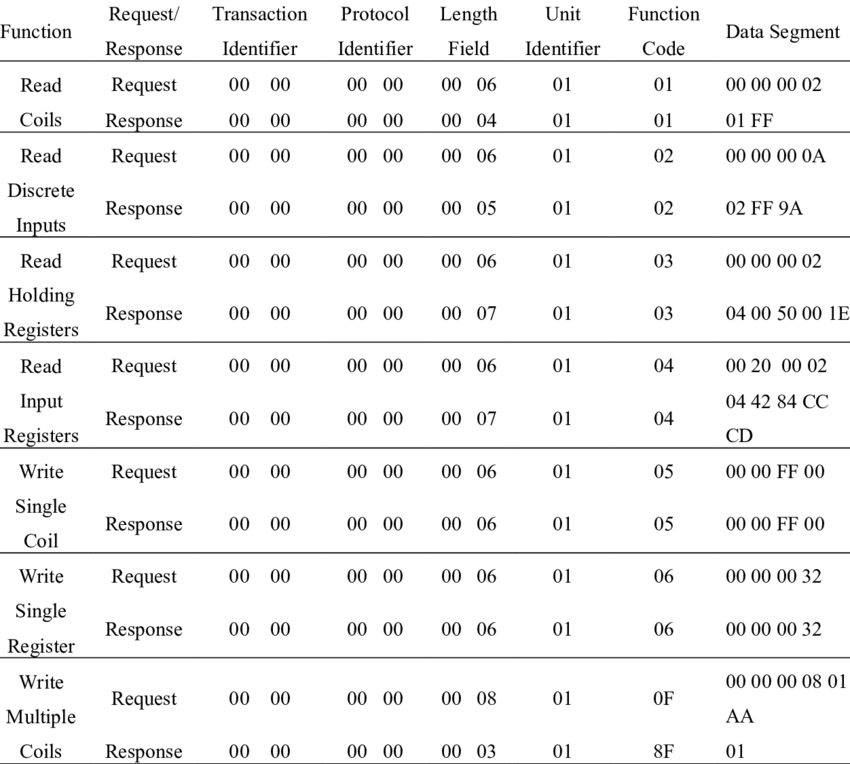 Function Request/ Response Transaction Identifier Protocol Identifier Length Field Unit Identifier Function Code Data Segment
Read Coils Request 00 00 00 00 00 06 01 01 00 00 00 02
Response 00 00 00 00 00 04 01 01 01 FF
Read Discrete Inputs Request 00 00 00 00 00 06 01 02 00 00 00 0A
Response 00 00 00 00 00 05 01 02 02 FF 9A
Read Holding Registers Request 00 00 00 00 00 06 01 03 00 00 00 02
Response 00 00 00 00 00 07 01 03 04 00 50 00 1E
Read Input Registers Request 00 00 00 00 00 06 01 04 00 20 00 02
Response 00 00 00 00 00 07 01 04 04 42 84 CC CD
Write Single Coil Request 00 00 00 00 00 06 01 05 00 00 FF 00
Response 00 00 00 00 00 06 01 05 00 00 FF 00
Write Single Register Request 00 00 00 00 00 06 01 06 00 00 00 32
Response 00 00 00 00 00 06 01 06 00 00 00 32
Write Multiple Coils Request 00 00 00 00 00 08 01 0F 00 00 00 08 01 AA
Response 00 00 00 00 00 03 01 8F 01